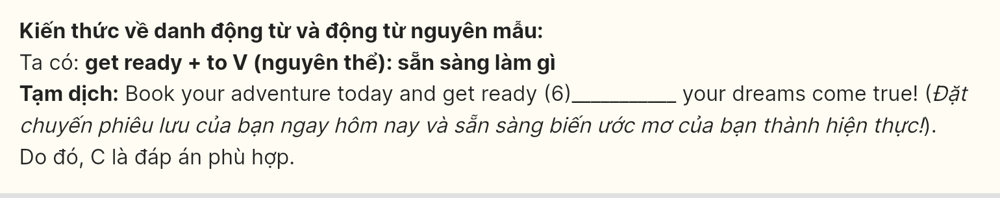 Kiến thức về danh động từ và động từ nguyên mẫu:
Ta có: get ready + to V (nguyên thể): sẵn sàng làm gì
Tạm dịch: Book your adventure today and get ready (6)___________ your dreams come true! (Đặt
chuyến phiêu lưu của bạn ngay hôm nay và sẵn sàng biến ước mơ của bạn thành hiện thực!).
Do đó, C là đáp án phù hợp.